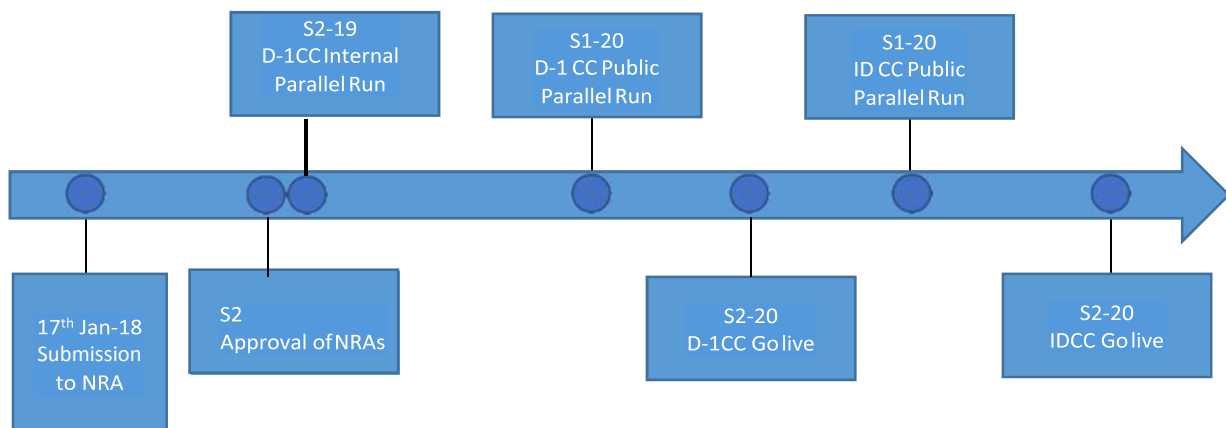 S2-19
D-1CC Internal
Parallel Run
S1-20
D-1 CC Public
Parallel Run
S1-20
ID CC Public
Parallel Run
17th Jan-18
Submission
to NRA
S2
Approval of NRAs
S2-20
D-1CC Go live
S2-20
IDCC Go live